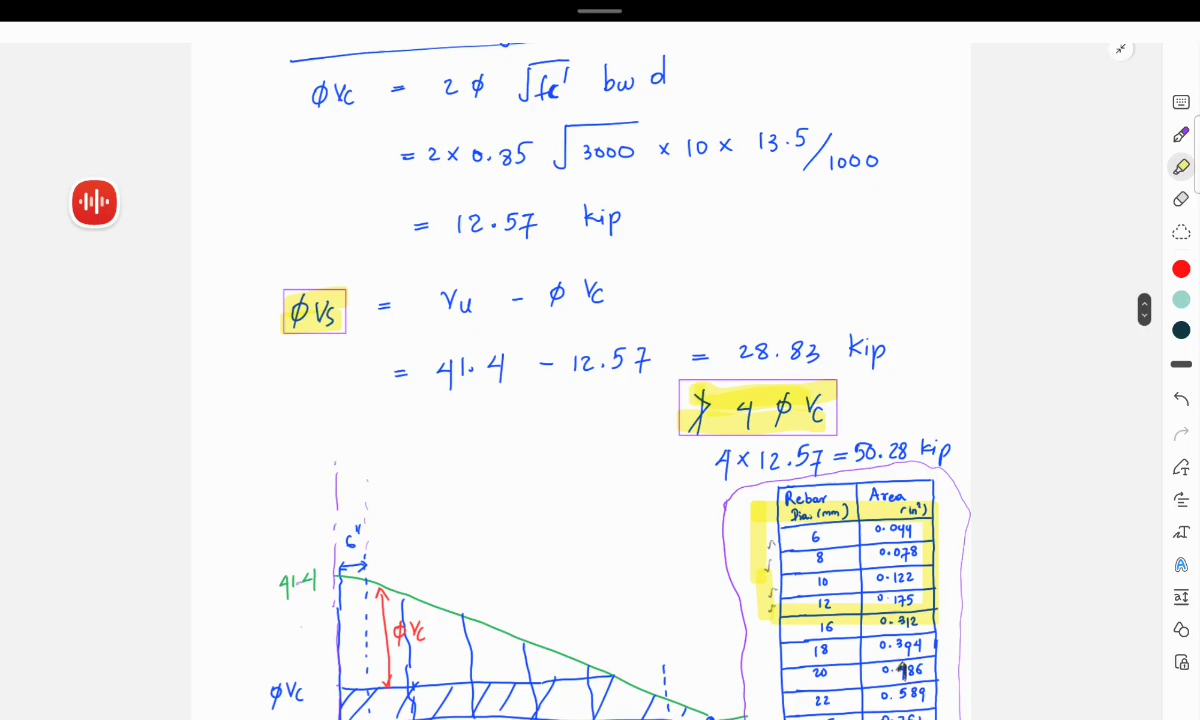 φVc = 2 φ √fc' bw d
= 2 × 0.85 √3000 × 10 × 13.5/1000
= 12.57 kip
φVs = Vu - φ Vc
= 41.4 - 12.57 = 28.83 kip
≯ 4 φ Vc
4 × 12.57 = 50.28 kip
Rebar Dia. (mm) Area (in²)
6 0.044
8 0.078
10 0.122
12 0.175
16 0.312
18 0.394
20 0.486
22 0.589
6"
41.4
φVc
φVc